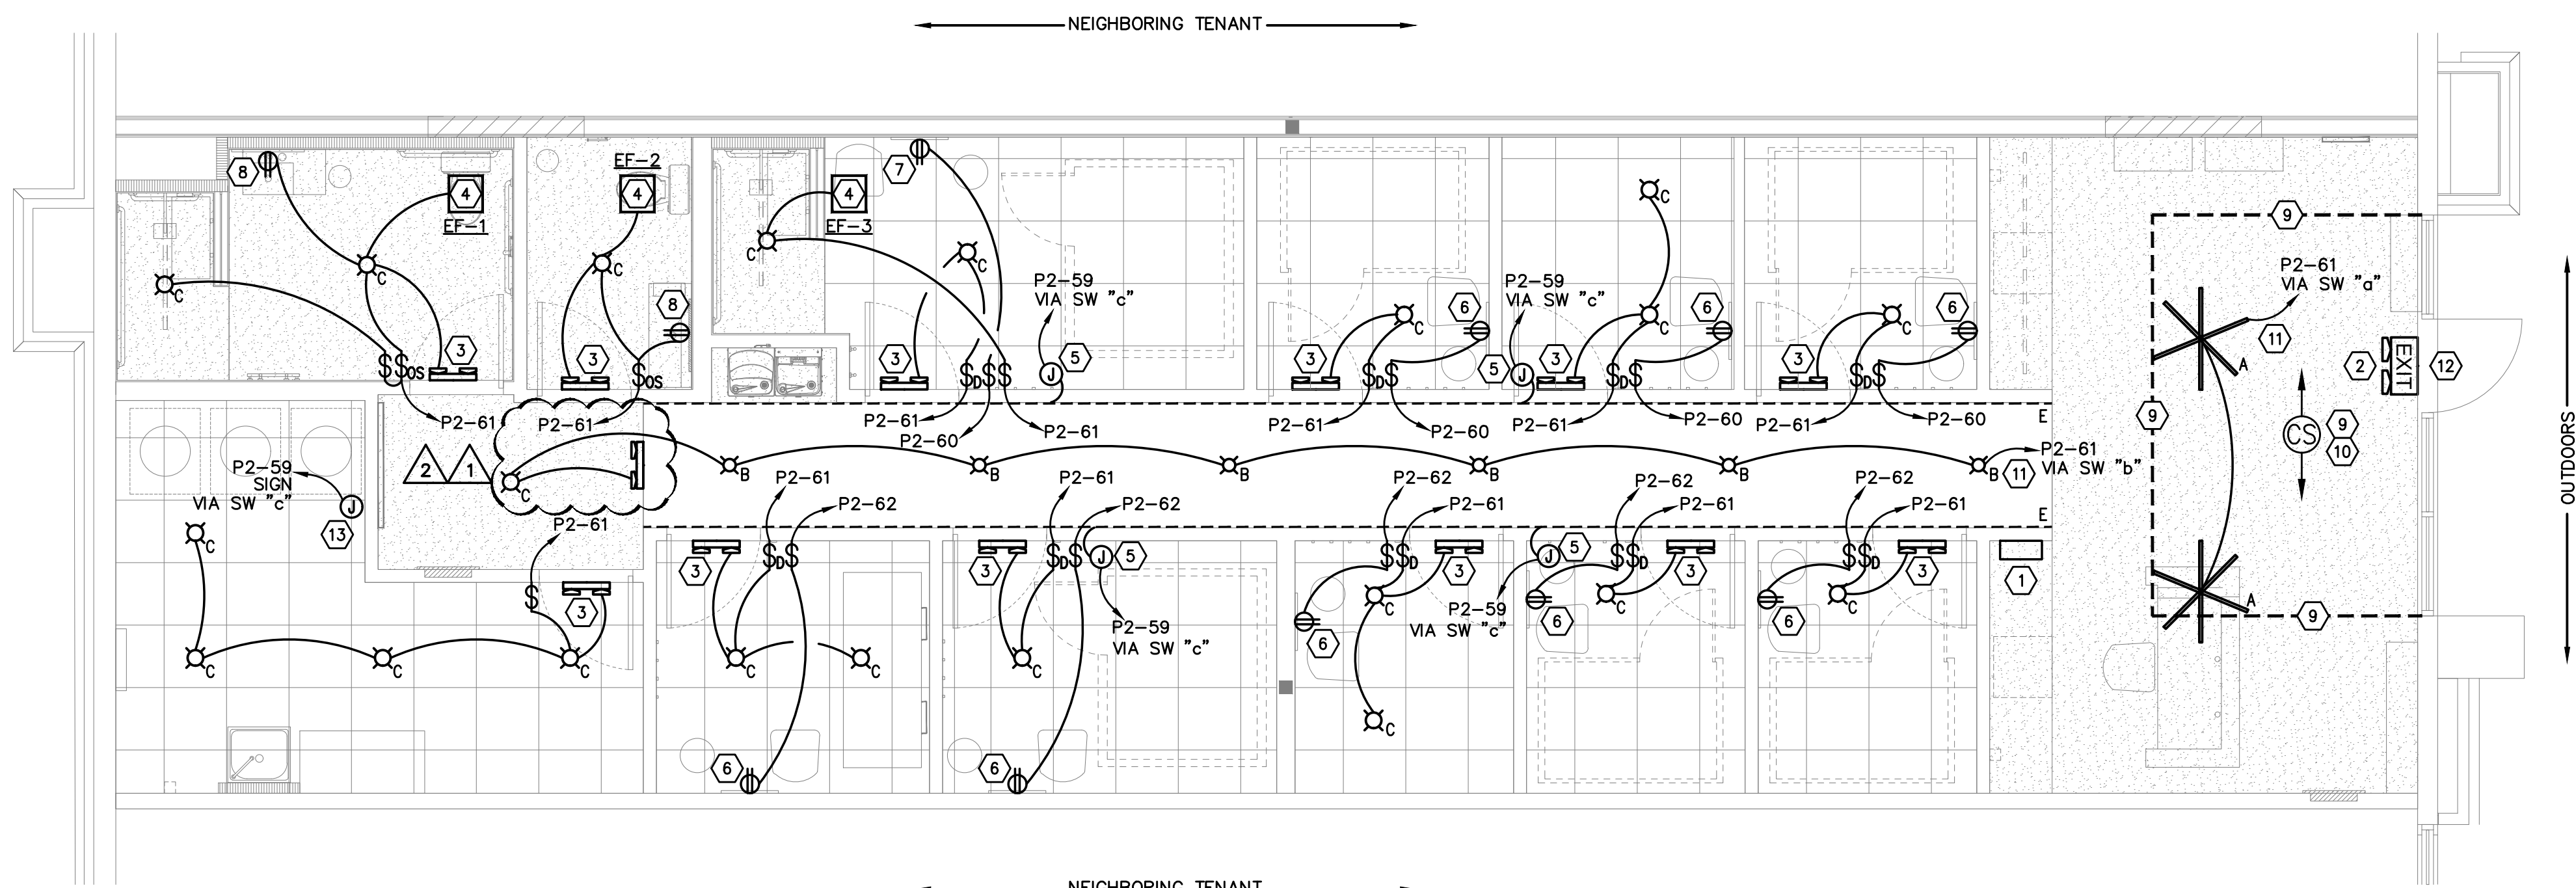 NEIGHBORING TENANT
OUTDOORS
8
4
EF-1
C
C
$ $OS
3
P2-61
EF-2
4
C
8
3
$OS
P2-61
4
EF-3
C
7
C
3
$D $ $
P2-61
P2-60
P2-61
P2-59
VIA SW "c"
5
J
6
C
3
$D $
P2-61
P2-60
P2-59
VIA SW "c"
5
J
C
6
C
3
$D $
P2-61
P2-60
6
C
3
$D $
P2-61
P2-60
E
9
P2-61
VIA SW "a"
11
A
2
EXIT
12
9
CS
9
10
2
1
C
B
B
B
B
B
B
P2-61
VIA SW "b"
11
E
P2-59
SIGN
VIA SW "c"
J
13
C
C
C
C
P2-61
$
3
P2-61
P2-62
3
$D $
C
C
6
P2-61
P2-62
3
$D $
J
5
P2-59
VIA SW "c"
C
6
P2-62
P2-61
$ $D
3
C
6
C
P2-59
VIA SW "c"
J
5
P2-62
P2-61
$ $D
3
C
6
P2-62
P2-61
$ $D
3
C
6
1
A
9
NEIGHBORING TENANT